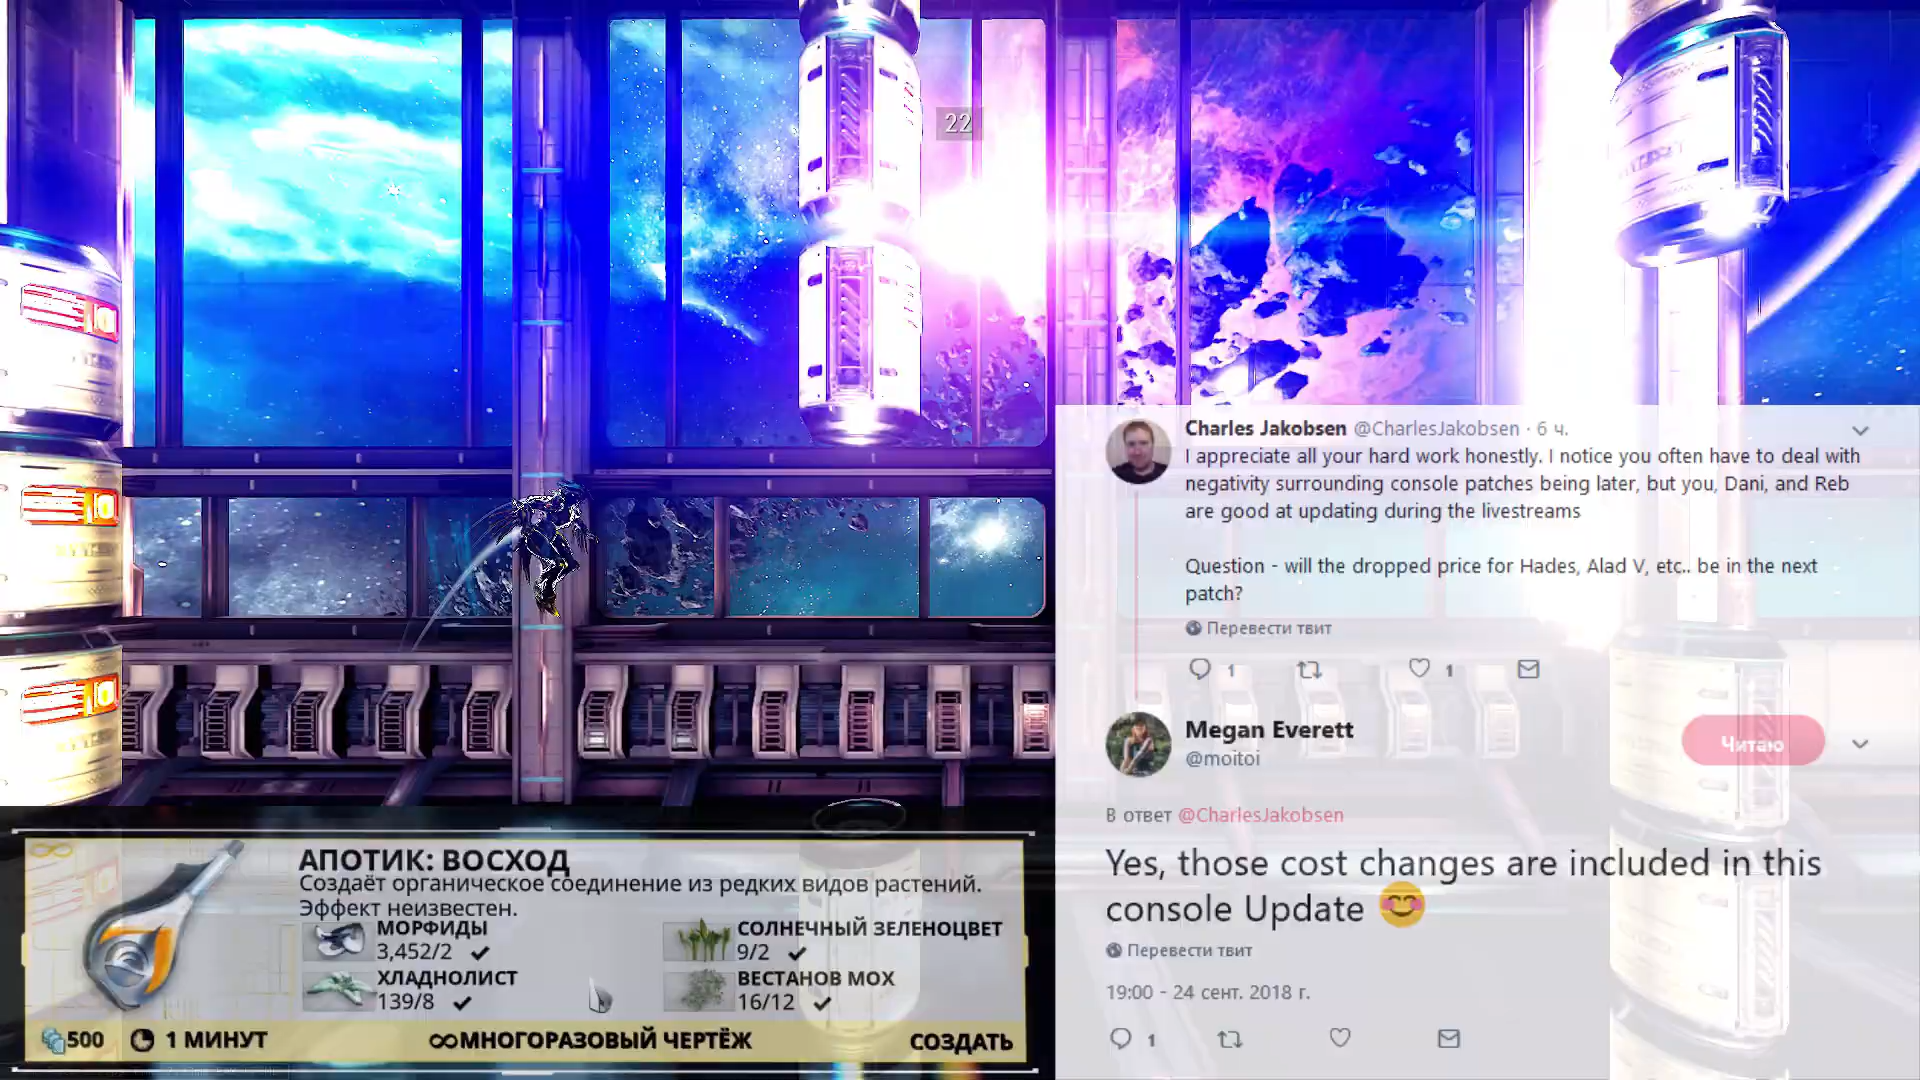 22
Charles Jakobsen @CharlesJakobsen · 6 ч.
I appreciate all your hard work honestly. I notice you often have to deal with
negativity surrounding console patches being later, but you, Dani, and Reb
are good at updating during the livestreams
Question - will the dropped price for Hades, Alad V, etc.. be in the next
patch?
Перевести твит
1 1
Megan Everett
@moitoi
Читаю
В ответ @CharlesJakobsen
Yes, those cost changes are included in this
console Update 😊
Перевести твит
19:00 - 24 сент. 2018 г.
1
АПОТИК: ВОСХОД
Создаёт органическое соединение из редких видов растений.
Эффект неизвестен.
МОРФИДЫ
3,452/2
СОЛНЕЧНЫЙ ЗЕЛЕНОЦВЕТ
9/2
ХЛАДНОЛИСТ
139/8
ВЕСТАНОВ МОХ
16/12
500 1 МИНУТ ∞МНОГОРАЗОВЫЙ ЧЕРТЁЖ СОЗДАТЬ